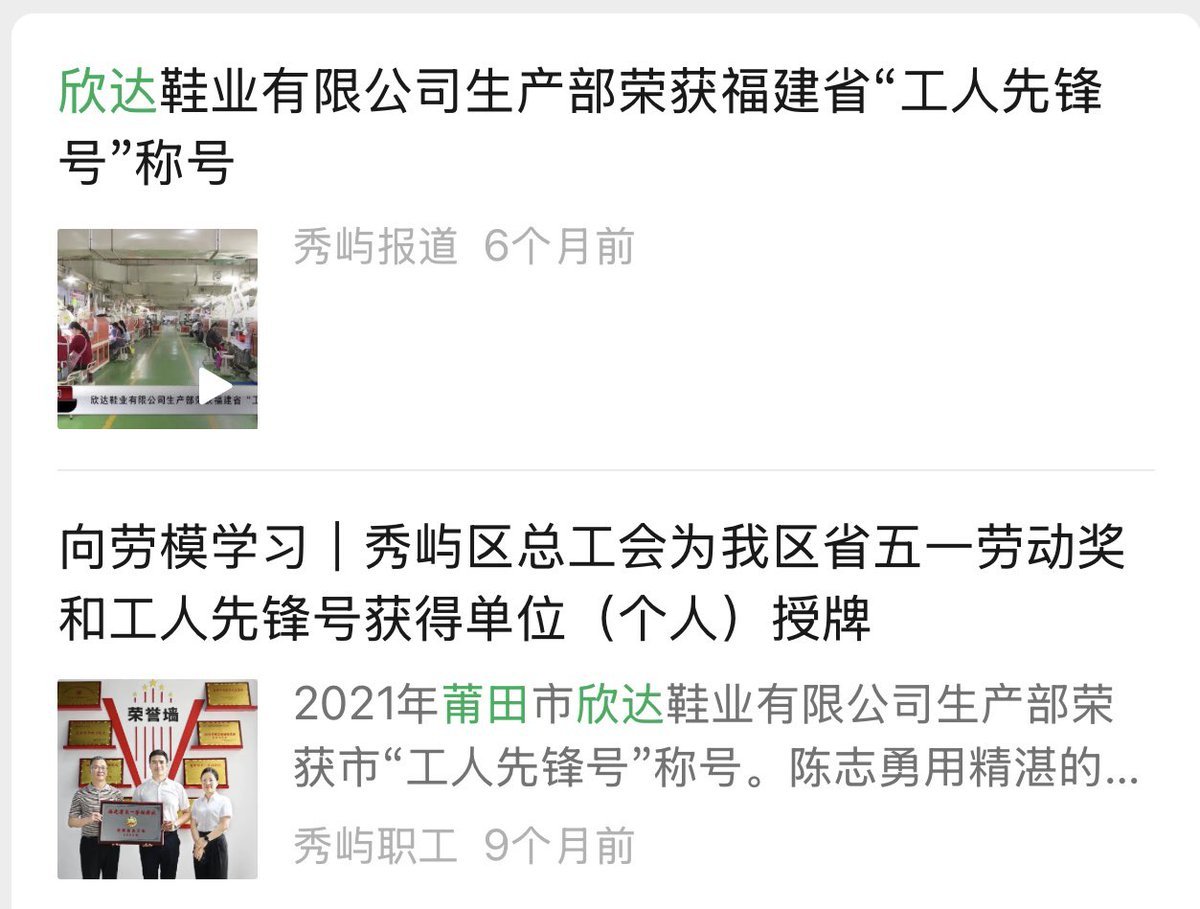 欣达鞋业有限公司生产部荣获福建省“工人先锋
号”称号
秀屿报道 6个月前
欣达鞋业有限公司生产部荣获福建省“工
向劳模学习｜秀屿区总工会为我区省五一劳动奖
和工人先锋号获得单位（个人）授牌
荣誉墙
2021年莆田市欣达鞋业有限公司生产部荣
获市“工人先锋号”称号。陈志勇用精湛的...
秀屿职工 9个月前